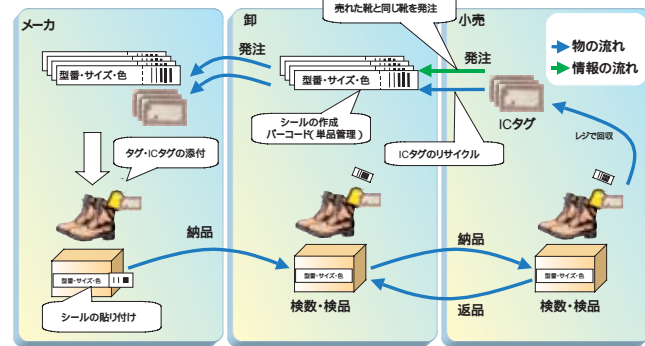 メーカ
卸
小売
売れた靴と同じ靴を発注
物の流れ
情報の流れ
発注
発注
型番・サイズ・色
型番・サイズ・色
ICタグ
シールの作成
バーコード(単品管理)
ICタグのリサイクル
レジで回収
タグ・ICタグの添付
納品
納品
型番・サイズ・色
型番・サイズ・色
型番・サイズ・色
シールの貼り付け
検数・検品
返品
検数・検品